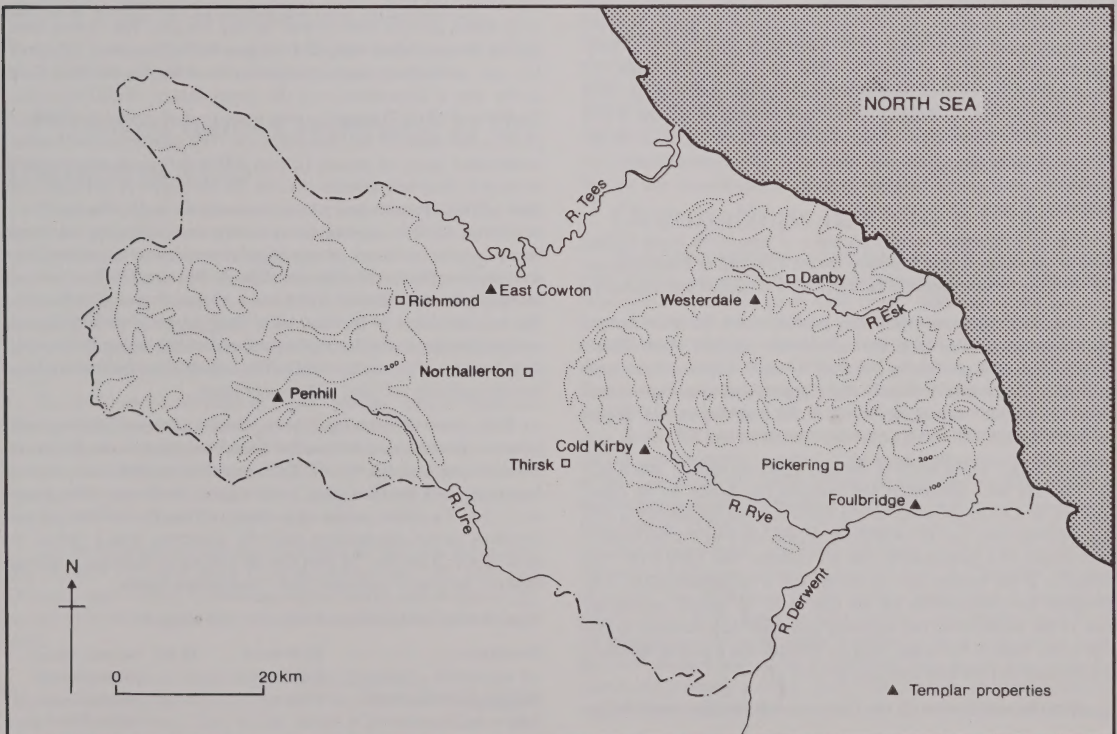 NORTH SEA
R. Tees
Danby
East Cowton
Richmond
Westerdale
R. Esk
200
Northallerton
Penhill
Cold Kirby
Thirsk
Pickering
200
100
Foulbridge
R. Ure
R. Rye
N
R. Derwent
0 20 km
Templar properties